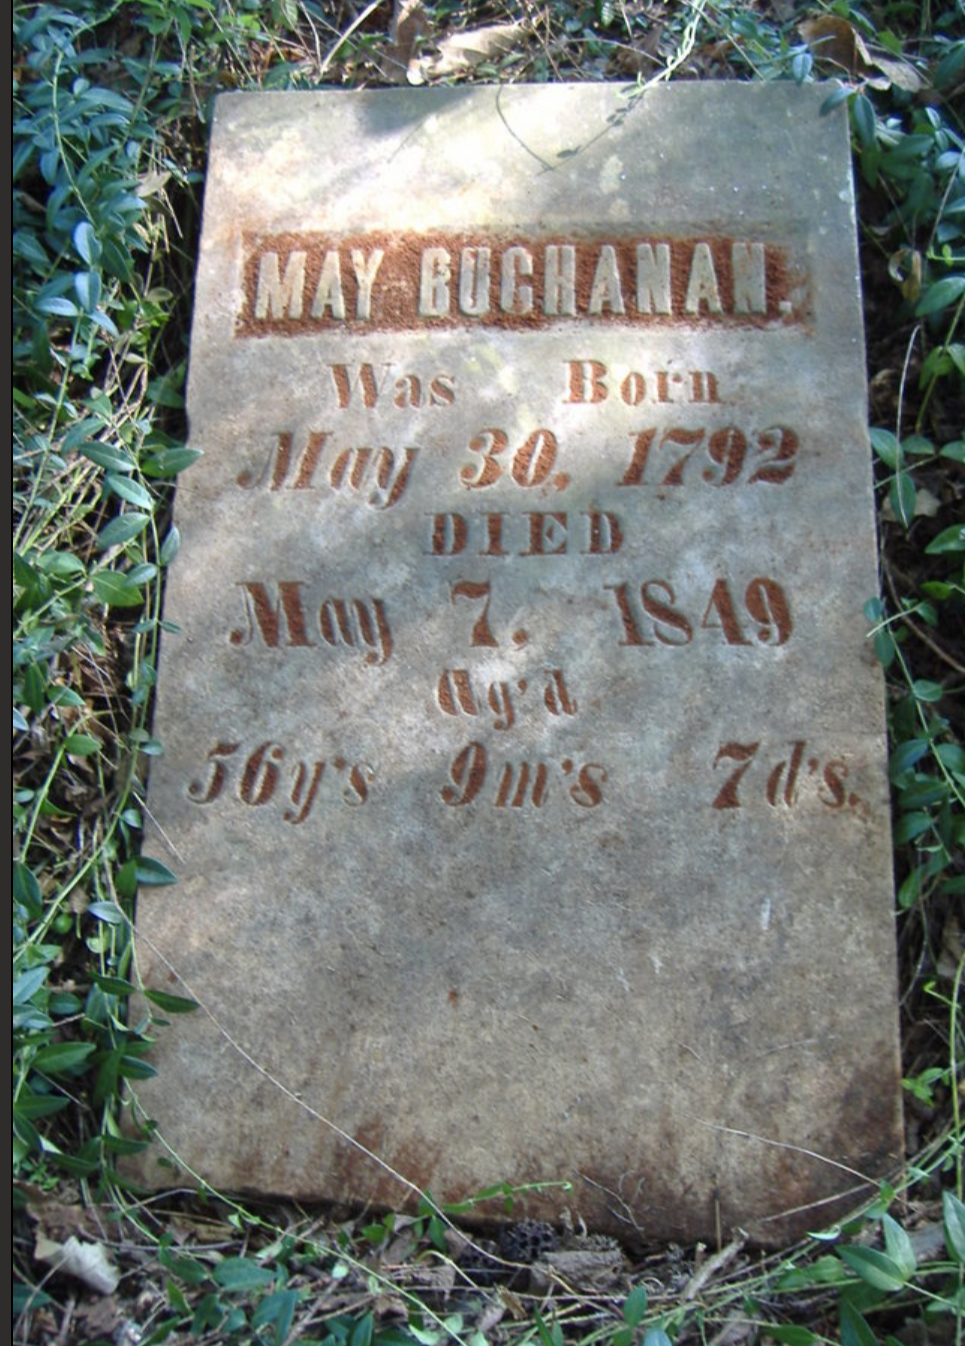 MAY BUCHANAN.
Was Born
May 30, 1792
DIED
May 7, 1849
Ag'd
56y's 9m's 7d's.